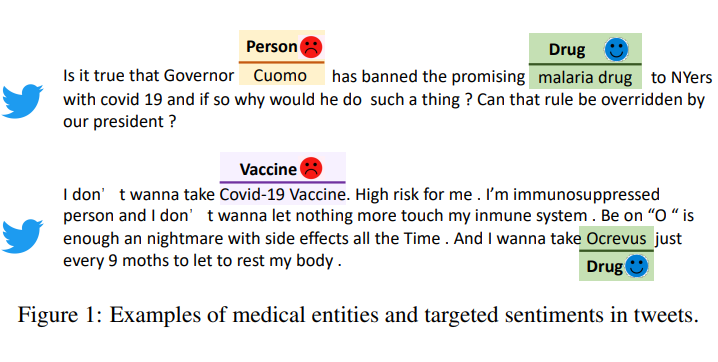 Person
Drug
Is it true that Governor Cuomo has banned the promising malaria drug to NYers
with covid 19 and if so why would he do such a thing ? Can that rule be overridden by
our president ?
Vaccine
I don' t wanna take Covid-19 Vaccine. High risk for me . I'm immunosuppressed
person and I don' t wanna let nothing more touch my inmune system . Be on “O “ is
enough an nightmare with side effects all the Time . And I wanna take Ocrevus just
every 9 moths to let to rest my body .
Drug
Figure 1: Examples of medical entities and targeted sentiments in tweets.